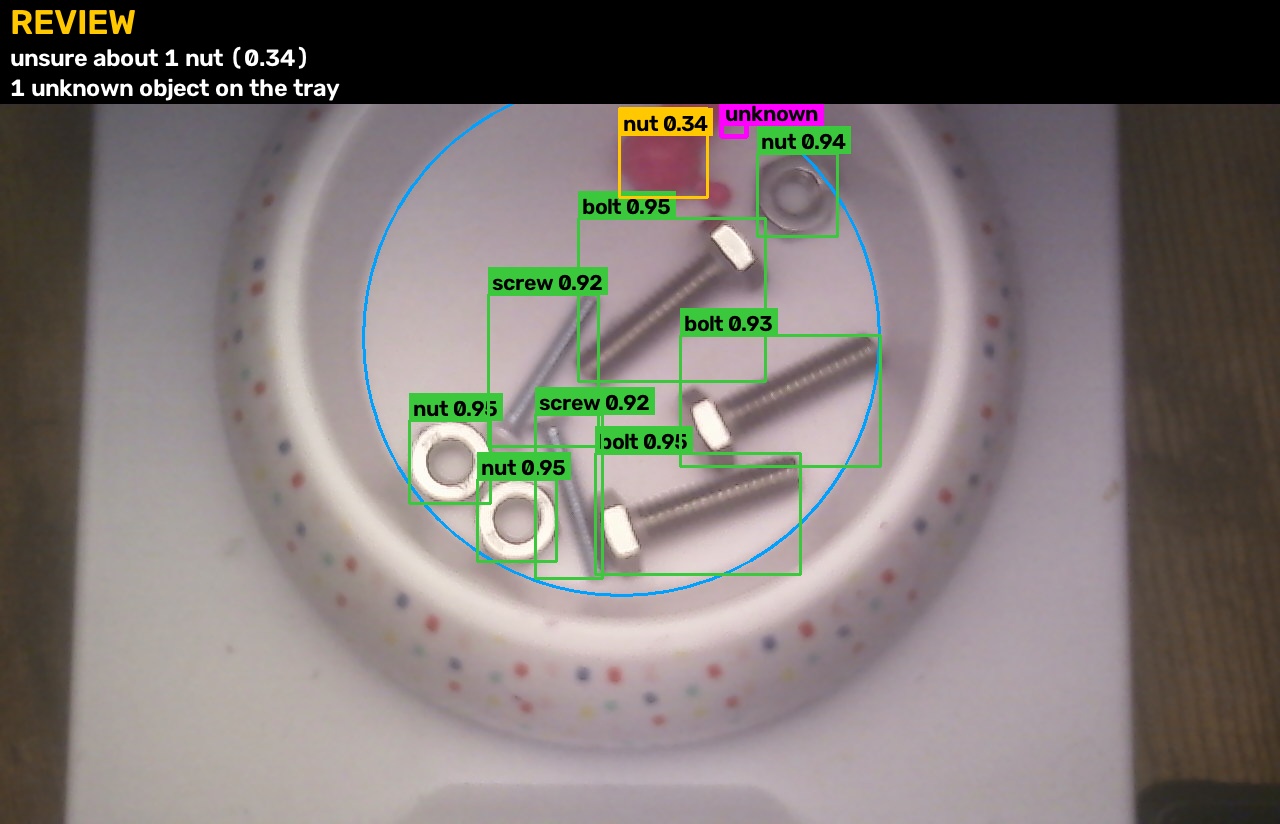 REVIEW
unsure about 1 nut (0.34)
1 unknown object on the tray
unknown
nut 0.34
nut 0.94
bolt 0.95
screw 0.92
bolt 0.93
screw 0.92
nut 0.95
bolt 0.95
nut 0.95